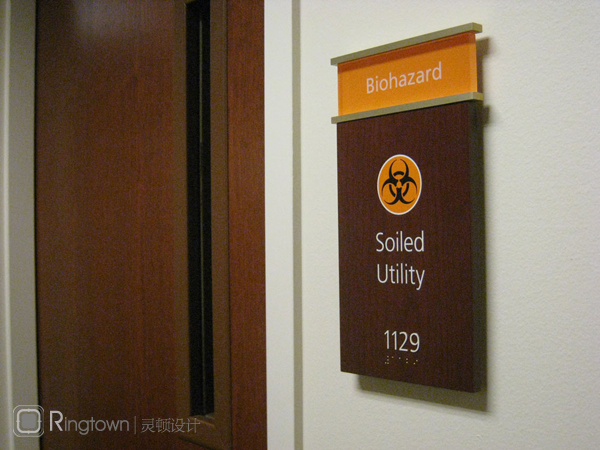 Biohazard
Soiled
Utility
1129
Ringtown | 灵顿设计